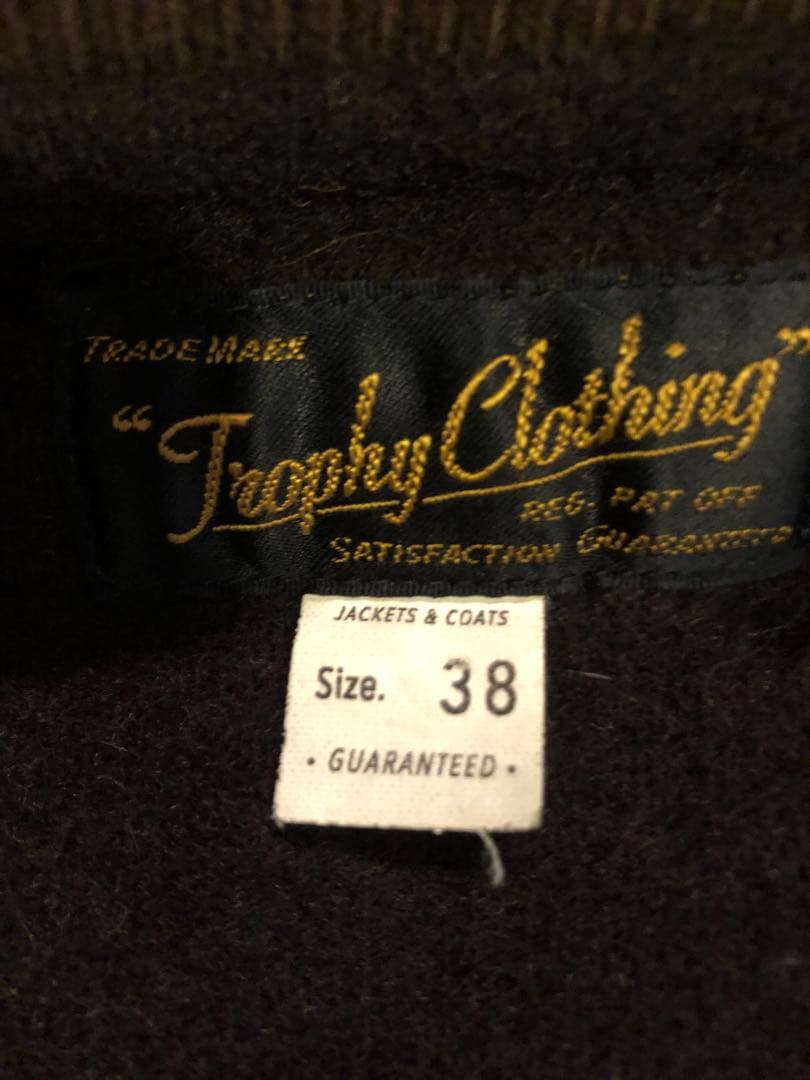 TRADE MARK
“Trophy Clothing”
REG. PAT OFF
SATISFACTION GUARANTEED
JACKETS & COATS
Size. 38
• GUARANTEED •